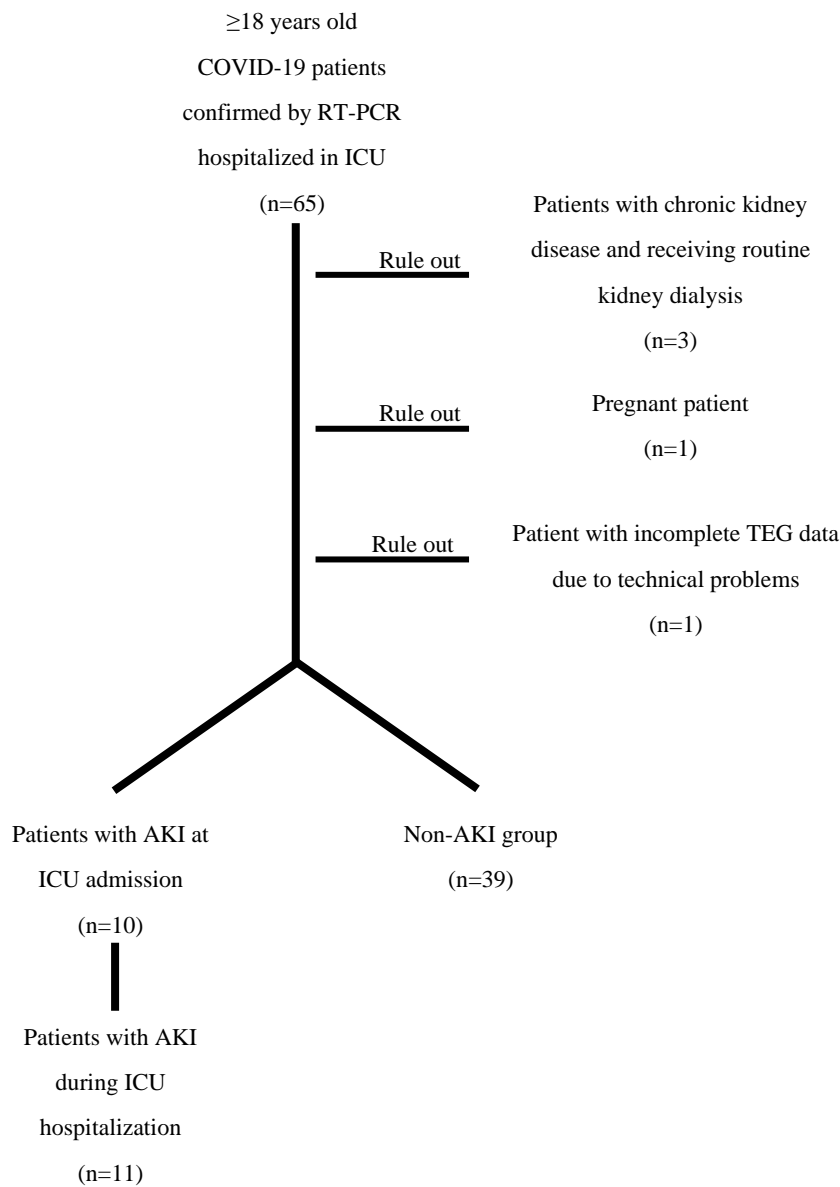 ≥18 years old
COVID-19 patients
confirmed by RT-PCR
hospitalized in ICU
(n=65)
Rule out
Patients with chronic kidney
disease and receiving routine
kidney dialysis
(n=3)
Rule out
Pregnant patient
(n=1)
Rule out
Patient with incomplete TEG data
due to technical problems
(n=1)
Patients with AKI at
ICU admission
(n=10)
Non-AKI group
(n=39)
Patients with AKI
during ICU
hospitalization
(n=11)